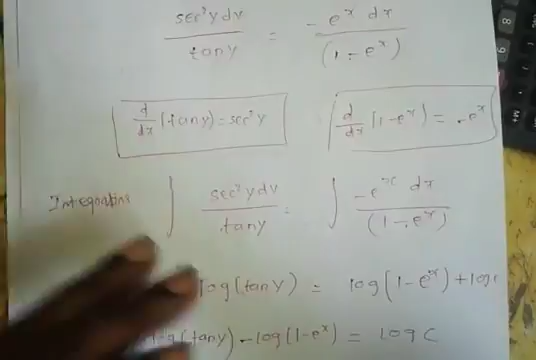 sec²y dy / tan y = -eˣ dx / (1-eˣ)
d/dx (tan y) = sec²y
d/dx (1-eˣ) = -eˣ
Integrating ∫ sec²y dy / tan y = ∫ -eˣ dx / (1-eˣ)
log(tan y) = log(1-eˣ) + log c
log(tan y) - log(1-eˣ) = log C
M+